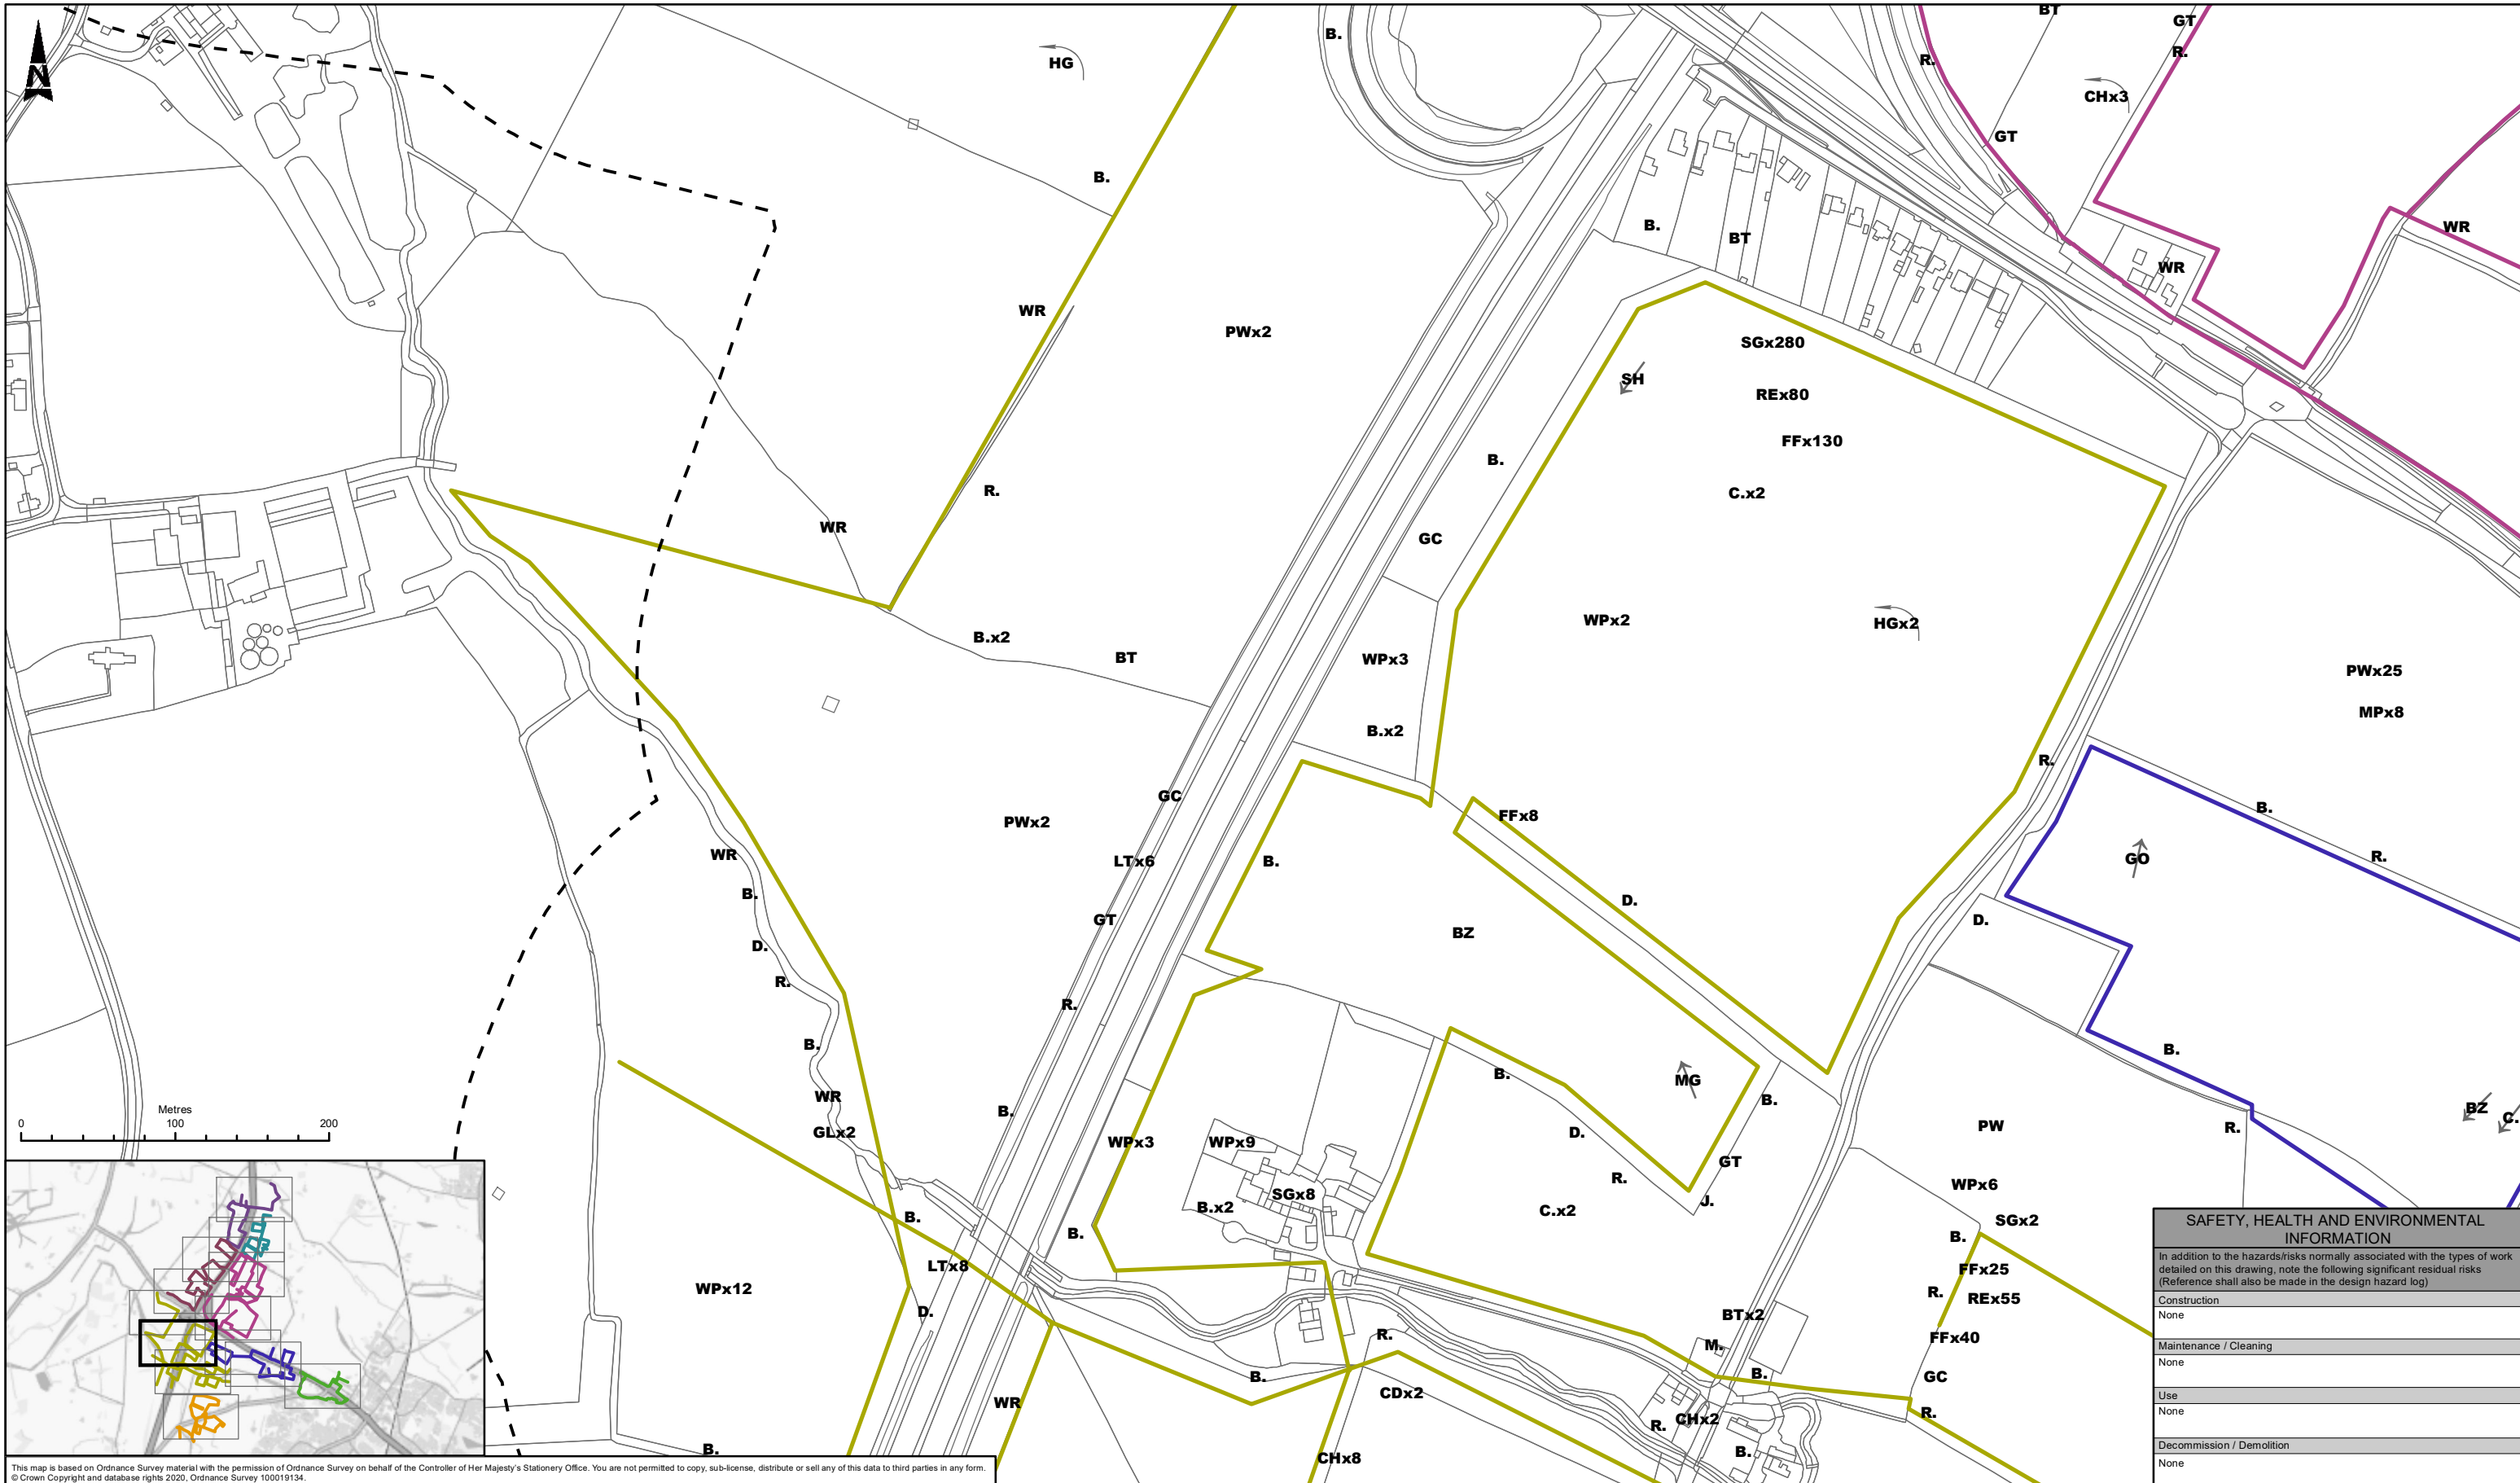 BT
GT
B.
R.
R.
HG
N
CHx3
GT
B.
B.
WR
BT
WR
WR
PWx2
SGx280
SH
REx80
FFx130
B.
R.
C.x2
WR
GC
WPx2
HGx2
B.x2
BT
WPx3
PWx25
MPx8
B.x2
R.
GC
B.
FFx8
PWx2
WR
LTx6
B.
R.
GO
B.
D.
GT
D.
BZ
D.
R.
R.
B.
B.
B.
MG
B.
WR
Metres
0 100 200
B.
BZ
C.
GLx2
WPx3
WPx9
D.
PW
R.
GT
R.
WPx6
SGx8
J.
B.x2
C.x2
B.
SGx2
B.
B.
LTx8
FFx25
WPx12
R.
REx55
D.
BTx2
FFx40
R.
M.
B.
B.
GC
WR
CDx2
R.
R.
CHx2
B.
B.
CHx8
SAFETY, HEALTH AND ENVIRONMENTAL
INFORMATION
In addition to the hazards/risks normally associated with the types of work
detailed on this drawing, note the following significant residual risks
(Reference shall also be made in the design hazard log)
Construction
None
Maintenance / Cleaning
None
Use
None
Decommission / Demolition
None
This map is based on Ordnance Survey material with the permission of Ordnance Survey on behalf of the Controller of Her Majesty's Stationery Office. You are not permitted to copy, sub-license, distribute or sell any of this data to third parties in any form.
© Crown Copyright and database rights 2020, Ordnance Survey 100019134.